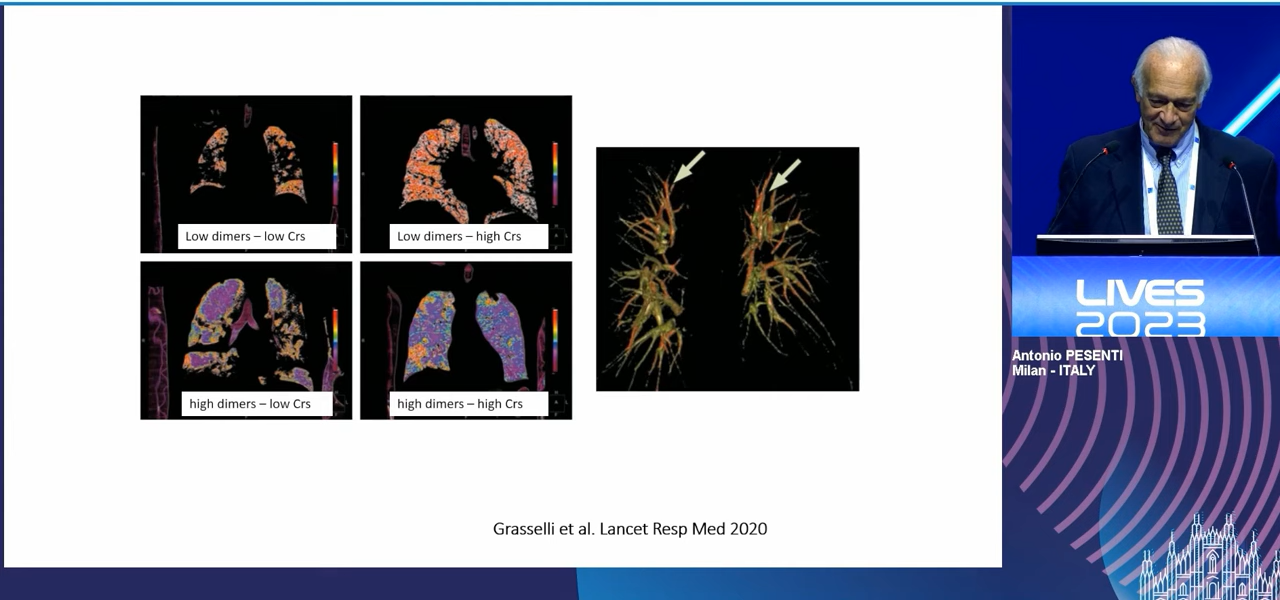 Low dimers – low Crs
Low dimers – high Crs
high dimers – low Crs
high dimers – high Crs
Grasselli et al. Lancet Resp Med 2020
LIVES
2023
Antonio PESENTI
Milan - ITALY